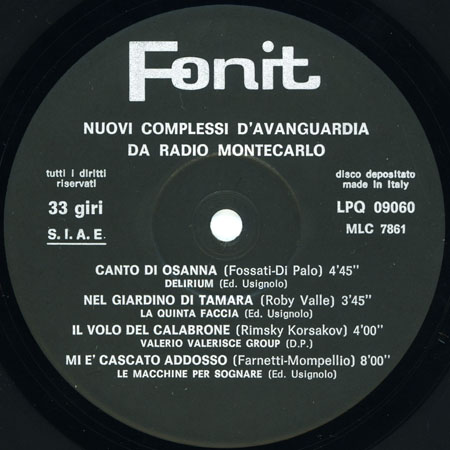 Fonit
NUOVI COMPLESSI D'AVANGUARDIA
DA RADIO MONTECARLO
tutti i diritti
riservati
disco depositato
made in Italy
33 giri
LPQ 09060
S.I.A.E.
MLC 7861
CANTO DI OSANNA (Fossati-Di Palo) 4'45''
DELIRIUM (Ed. Usignolo)
NEL GIARDINO DI TAMARA (Roby Valle) 3'45''
LA QUINTA FACCIA (Ed. Usignolo)
IL VOLO DEL CALABRONE (Rimsky Korsakov) 4'00''
VALERIO VALERISCE GROUP (D.P.)
MI E' CASCATO ADDOSSO (Farnetti-Mompellio) 8'00''
LE MACCHINE PER SOGNARE (Ed. Usignolo)